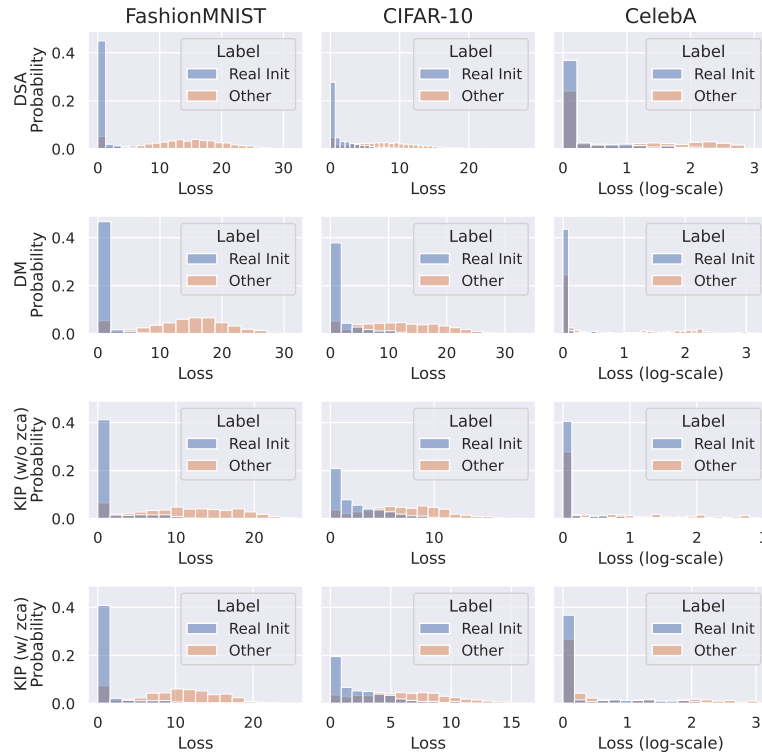 FashionMNIST CIFAR-10 CelebA
DSA
Probability
0.4
0.2
0.0
Label
Real Init
Other
0 10 20 30
Loss
Label
Real Init
Other
0 10 20
Loss
Label
Real Init
Other
0 1 2 3
Loss (log-scale)
DM
Probability
0.4
0.2
0.0
Label
Real Init
Other
0 10 20 30
Loss
Label
Real Init
Other
0 10 20 30
Loss
Label
Real Init
Other
0 1 2 3
Loss (log-scale)
KIP (w/o zca)
Probability
0.4
0.2
0.0
Label
Real Init
Other
0 10 20
Loss
Label
Real Init
Other
0 10
Loss
Label
Real Init
Other
0 1 2 3
Loss (log-scale)
KIP (w/ zca)
Probability
0.4
0.2
0.0
Label
Real Init
Other
0 10 20
Loss
Label
Real Init
Other
0 5 10 15
Loss
Label
Real Init
Other
0 1 2 3
Loss (log-scale)